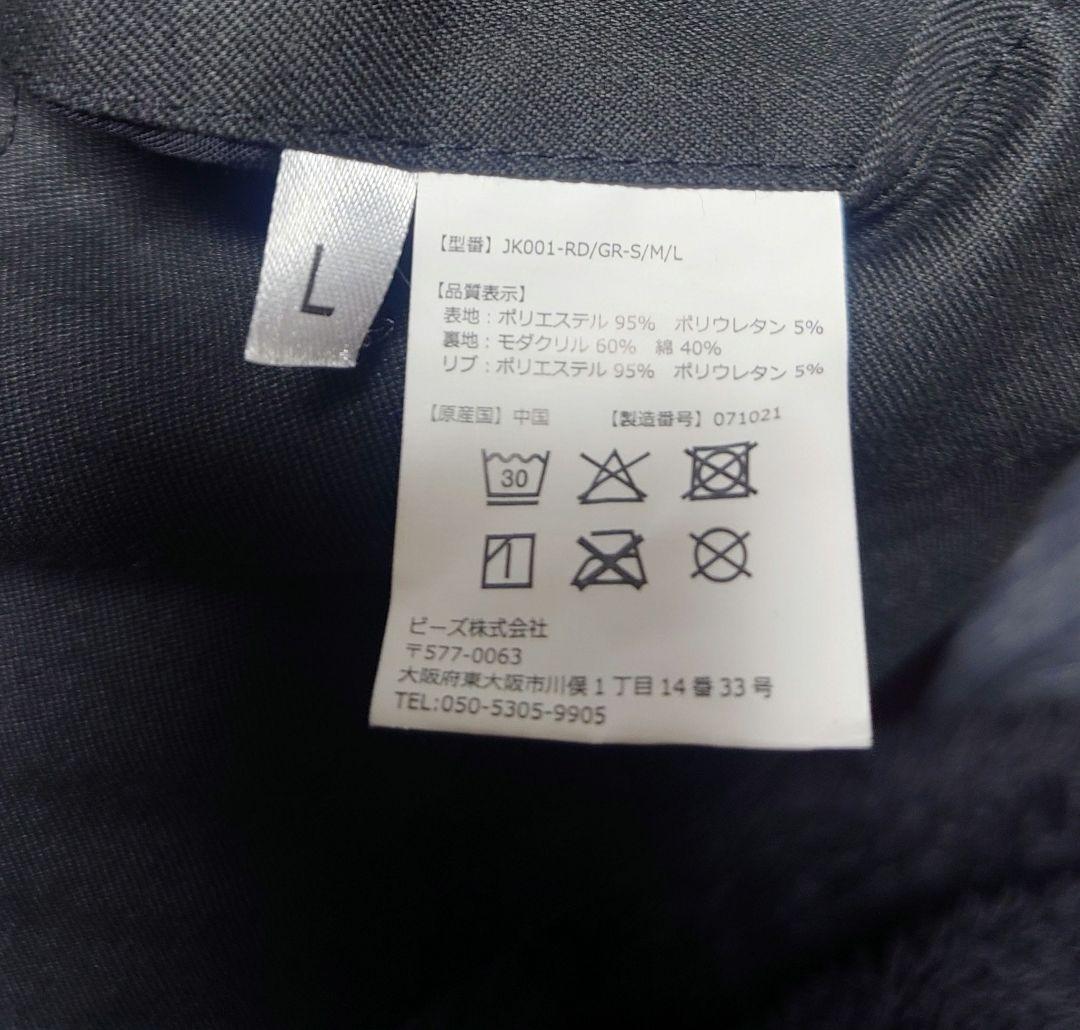 L
【型番】JK001-RD/GR-S/M/L
【品質表示】
表地：ポリエステル 95%　ポリウレタン 5%
裏地：モダクリル 60%　綿 40%
リブ：ポリエステル 95%　ポリウレタン 5%
【原産国】中国　【製造番号】071021
30
ビーズ株式会社
〒577-0063
大阪府東大阪市川俣1丁目14番33号
TEL:050-5305-9905